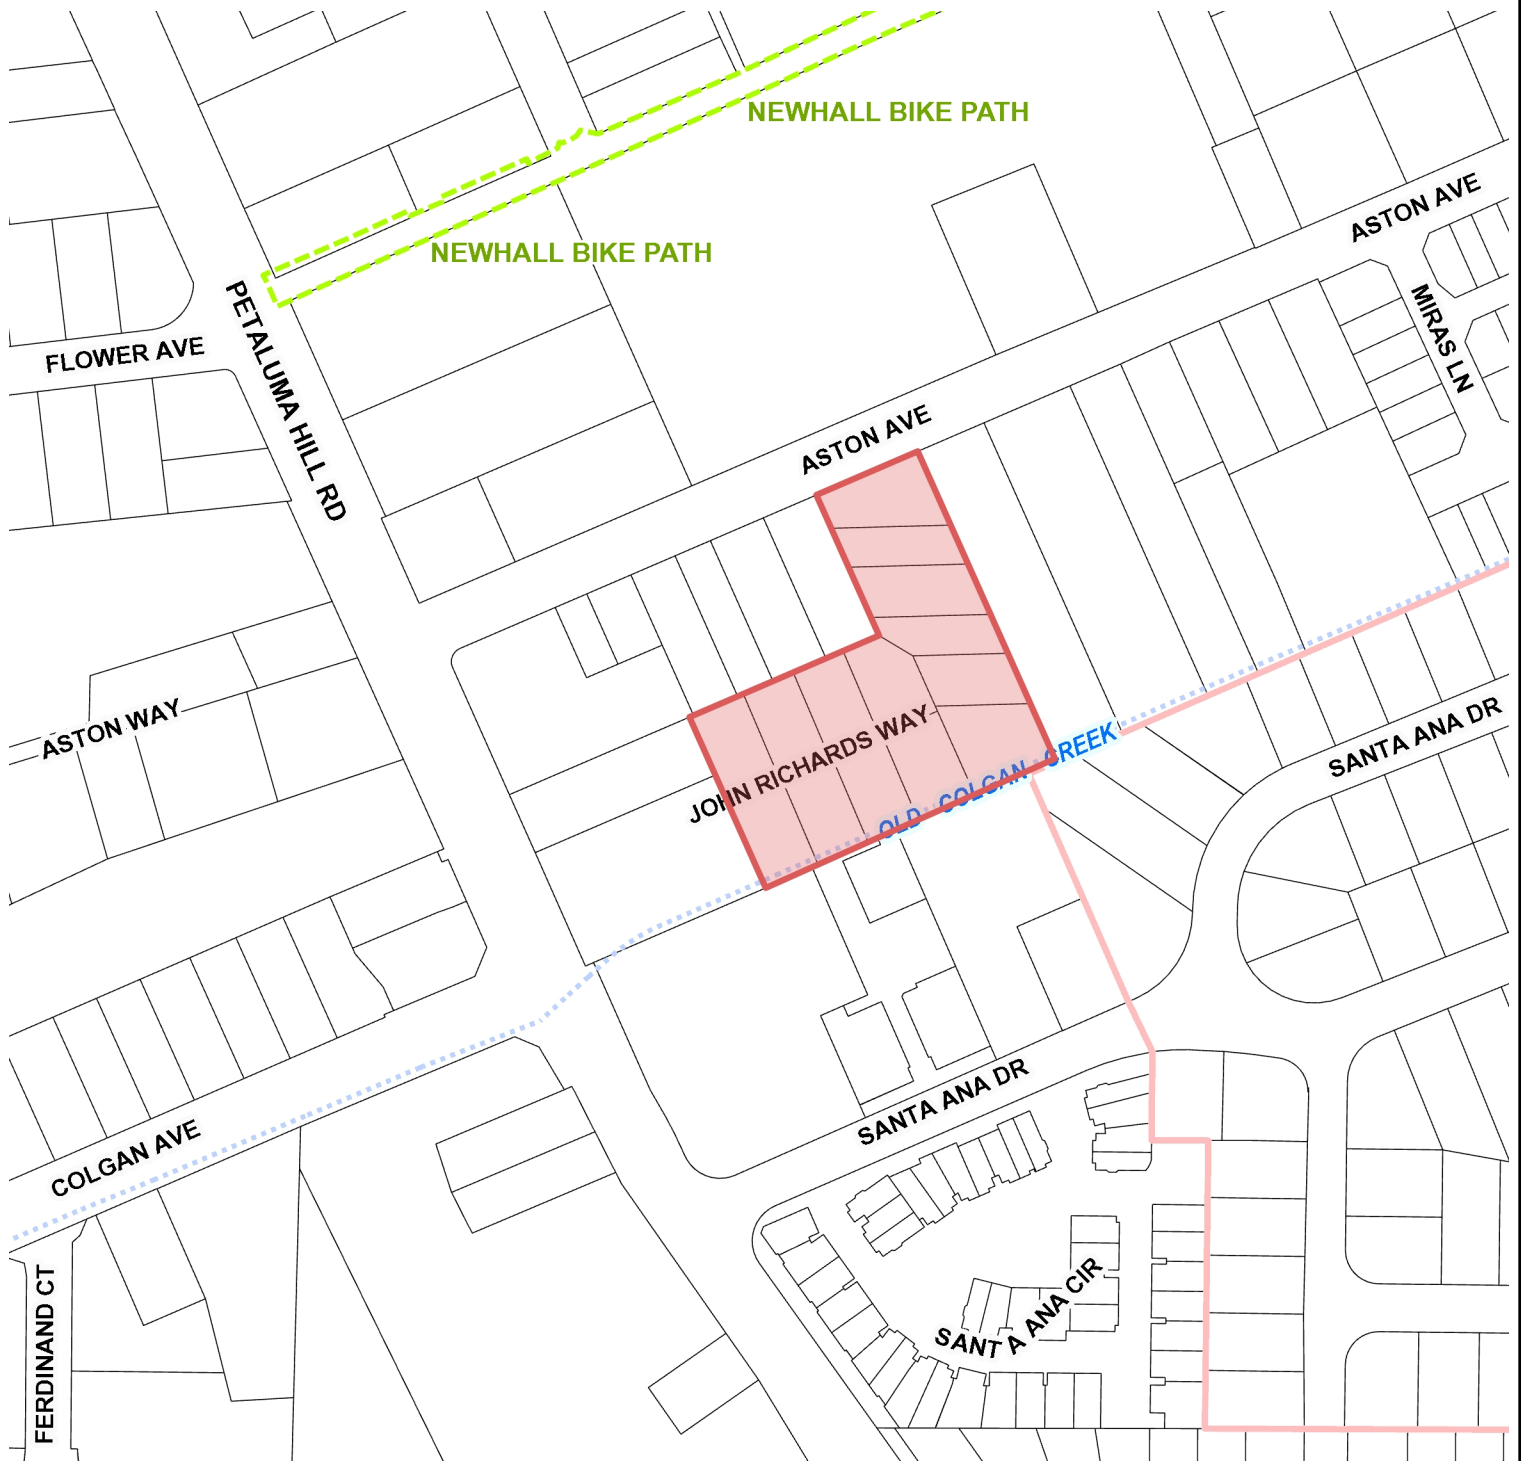 NEWHALL BIKE PATH
ASTON AVE
NEWHALL BIKE PATH
PETALUMA HILL RD
MIRAS LN
FLOWER AVE
ASTON AVE
ASTON WAY
JOHN RICHARDS WAY
SANTA ANA DR
OLD COLGAN CREEK
SANTA ANA DR
COLGAN AVE
SANTA ANA CIR
FERDINAND CT